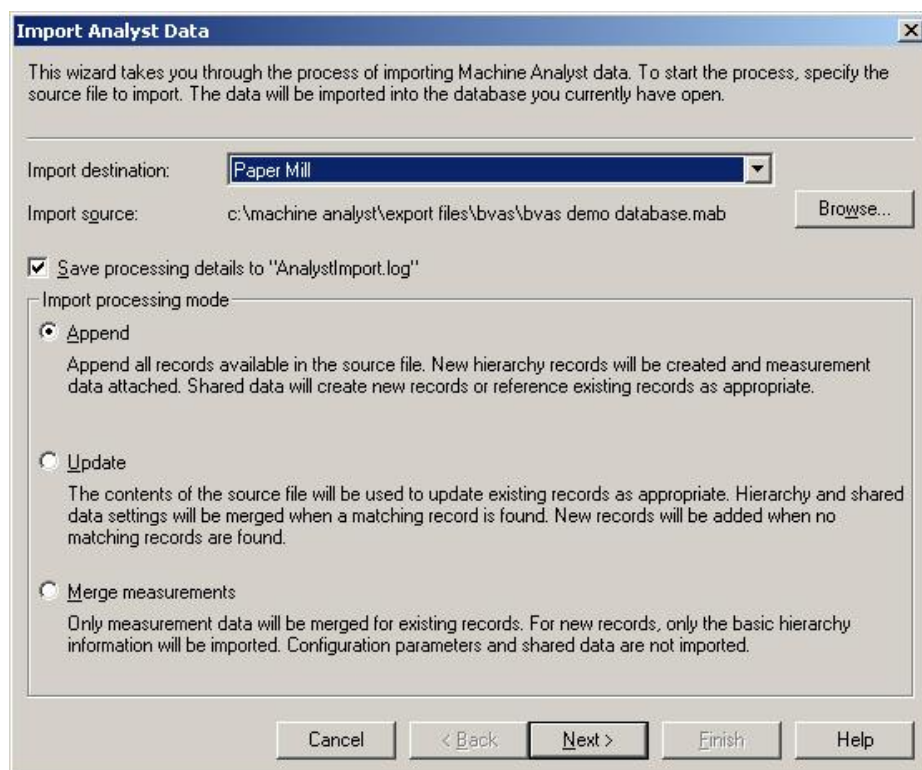 Import Analyst Data
This wizard takes you through the process of importing Machine Analyst data. To start the process, specify the
source file to import. The data will be imported into the database you currently have open.
Import destination: Paper Mill
Import source: c:\machine analyst\export files\bvas\bvas demo database.mab Browse...
Save processing details to "AnalystImport.log"
Import processing mode
Append
Append all records available in the source file. New hierarchy records will be created and measurement
data attached. Shared data will create new records or reference existing records as appropriate.
Update
The contents of the source file will be used to update existing records as appropriate. Hierarchy and shared
data settings will be merged when a matching record is found. New records will be added when no
matching records are found.
Merge measurements
Only measurement data will be merged for existing records. For new records, only the basic hierarchy
information will be imported. Configuration parameters and shared data are not imported.
Cancel < Back Next > Finish Help